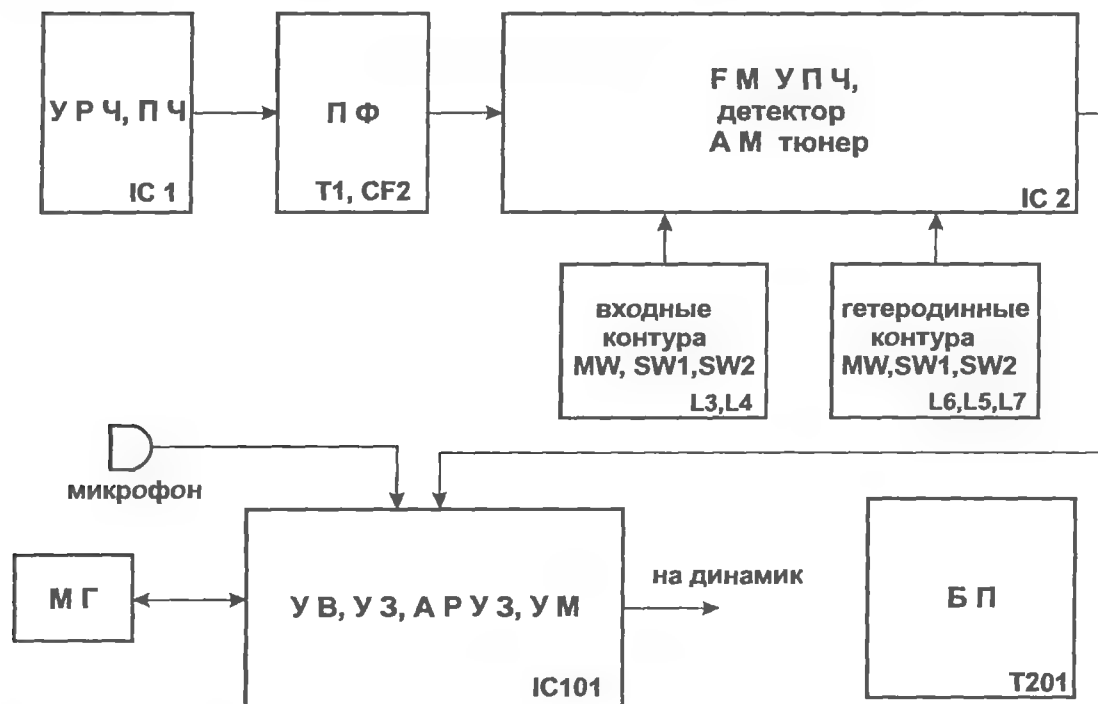 У Р Ч, П Ч
IC 1
П Ф
T1, CF2
F M У П Ч,
детектор
А М тюнер
IC 2
входные
контура
MW, SW1,SW2
L3,L4
гетеродинные
контура
MW,SW1,SW2
L6,L5,L7
микрофон
М Г
У В, У З, А Р У З, У М
IC101
на динамик
Б П
T201